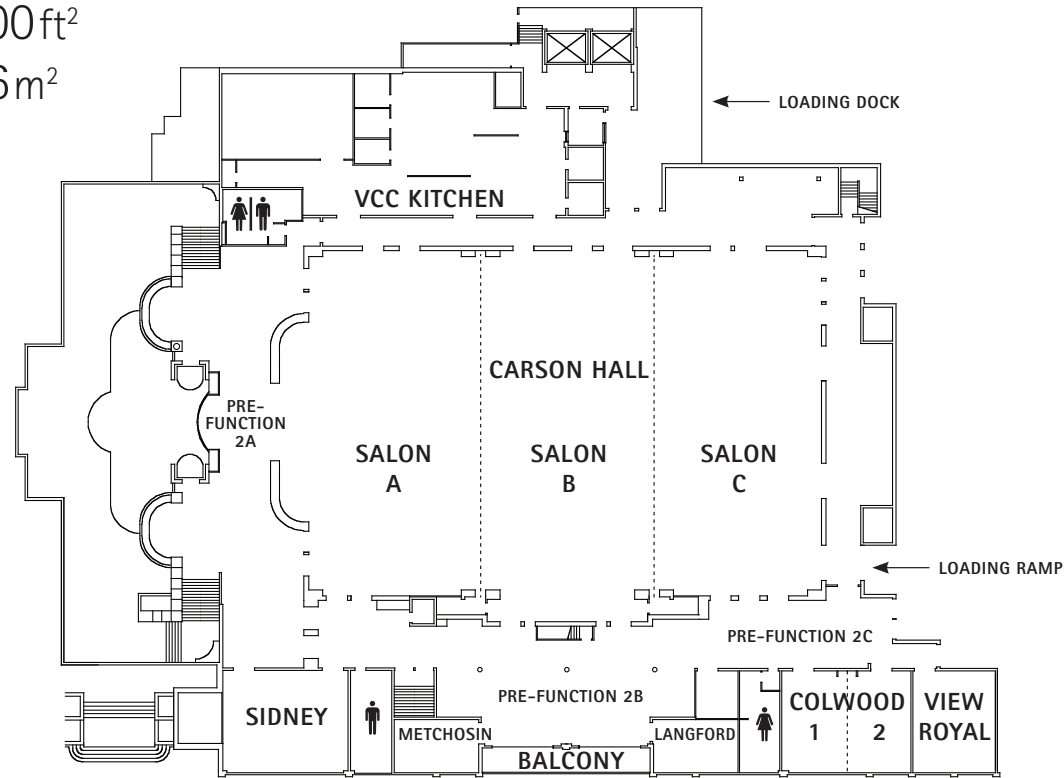 00 ft²
6 m²
LOADING DOCK
VCC KITCHEN
CARSON HALL
PRE-
FUNCTION
2A
SALON
A
SALON
B
SALON
C
LOADING RAMP
PRE-FUNCTION 2C
PRE-FUNCTION 2B
SIDNEY
METCHOSIN
BALCONY
LANGFORD
COLWOOD
1 2
VIEW
ROYAL